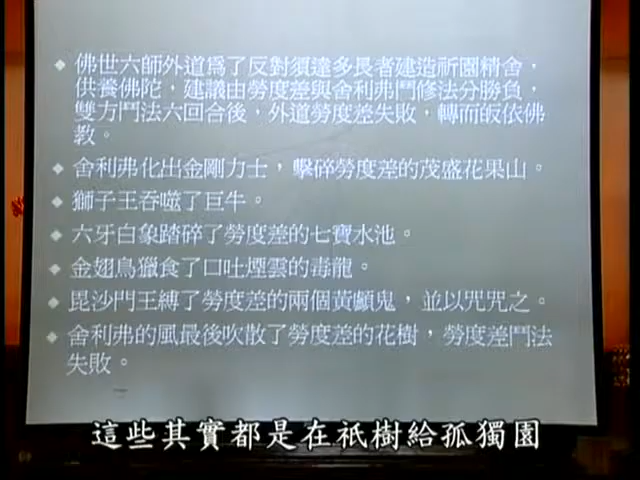 佛世六師外道為了反對須達多長者建造祈園精舍，
供養佛陀，建議由勞度差與舍利弗鬥修法分勝負，
雙方鬥法六回合後，外道勞度差失敗，轉而皈依佛
教。
舍利弗化出金剛力士，擊碎勞度差的茂盛花果山。
獅子王吞噬了巨牛。
六牙白象踏碎了勞度差的七寶水池。
金翅鳥獵食了口吐煙雲的毒龍。
毘沙門王縛了勞度差的兩個黃顱鬼，並以咒咒之。
舍利弗的風最後吹散了勞度差的花樹，勞度差鬥法
失敗。
這些其實都是在祇樹給孤獨園